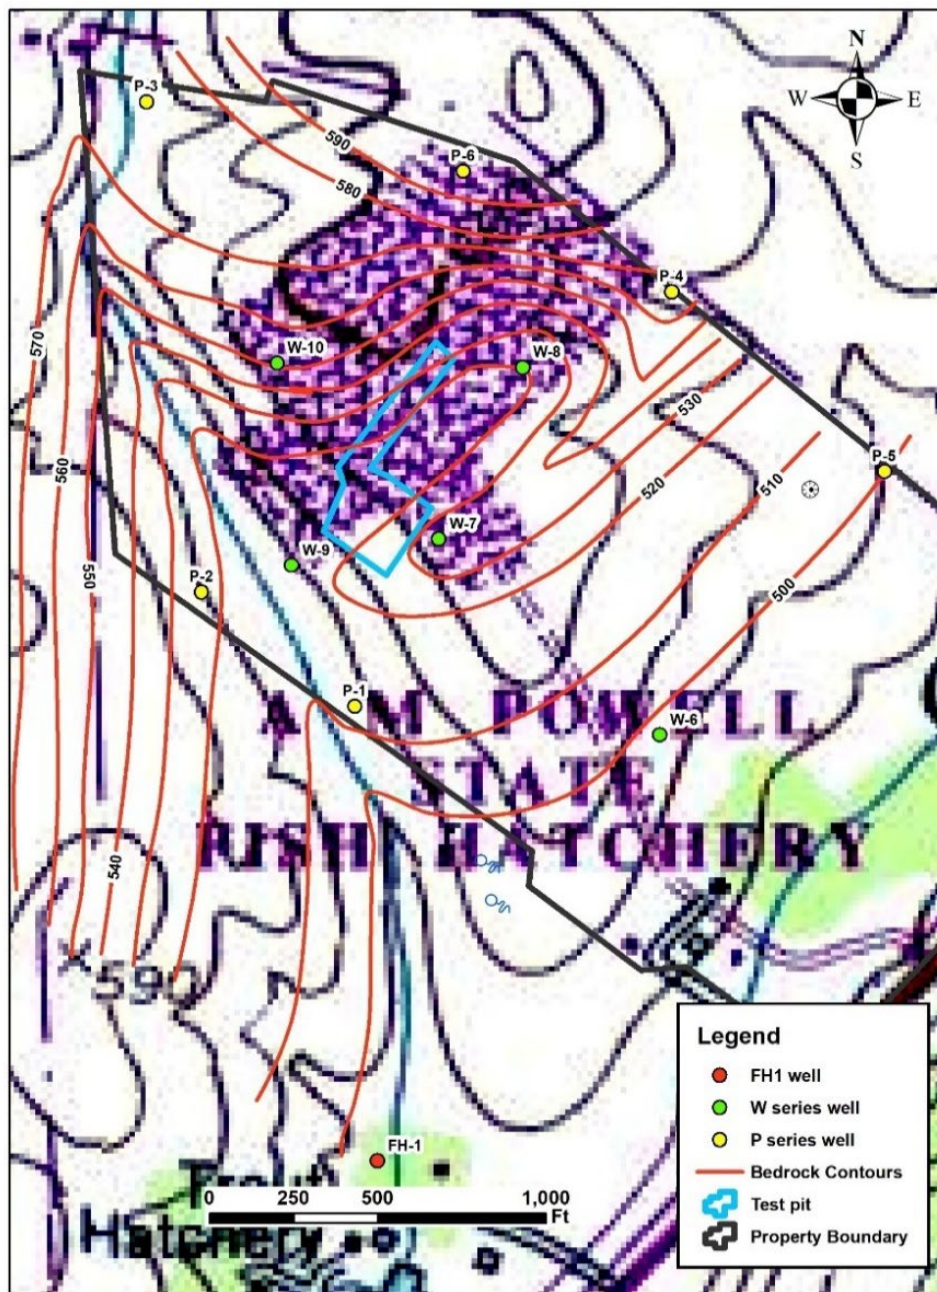 N
W E
S
P-3
590
P-6
580
P-4
570
W-10
W-8
530
P-5
560
520
510
W-7
W-9
550
P-2
500
P-1
W-6
POWELL
STATE
HATCHERY
540
590
FH-1
Trout
Hatchery
0 250 500 1,000
Ft
Legend
FH1 well
W series well
P series well
Bedrock Contours
Test pit
Property Boundary